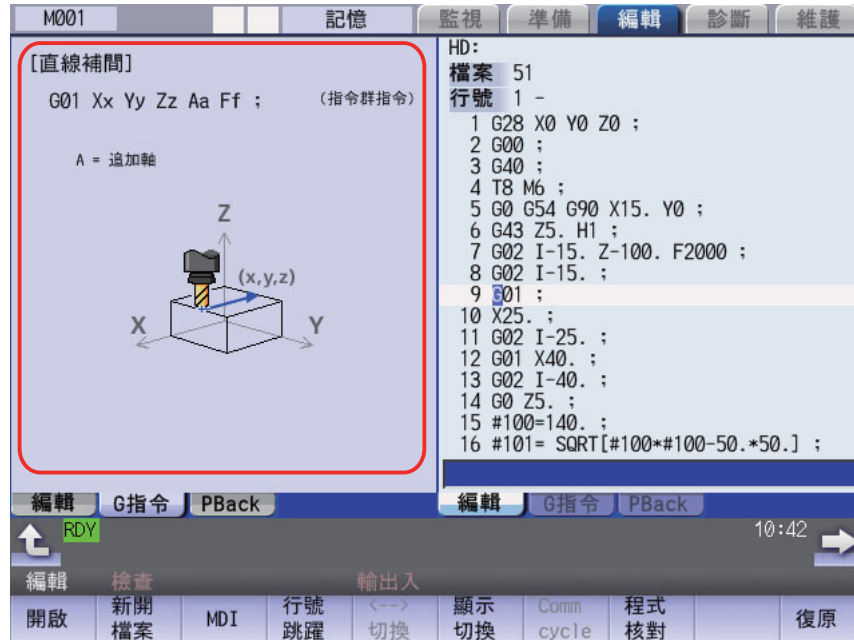 M001 記憶 監視 準備 編輯 診斷 維護
[直線補間]
G01 Xx Yy Zz Aa Ff ; (指令群指令)
A = 追加軸
Z
(x,y,z)
X Y
HD:
檔案 51
行號 1 -
1 G28 X0 Y0 Z0 ;
2 G00 ;
3 G40 ;
4 T8 M6 ;
5 G0 G54 G90 X15. Y0 ;
6 G43 Z5. H1 ;
7 G02 I-15. Z-100. F2000 ;
8 G02 I-15. ;
9 G01 ;
10 X25. ;
11 G02 I-25. ;
12 G01 X40. ;
13 G02 I-40. ;
14 G0 Z5. ;
15 #100=140. ;
16 #101= SQRT[#100*#100-50.*50.] ;
編輯 G指令 PBack 編輯 G指令 PBack
RDY 10:42
編輯 檢查 輸出入
開啟 新開檔案 MDI 行號跳躍 <-->切換 顯示切換 Comm cycle 程式核對 復原